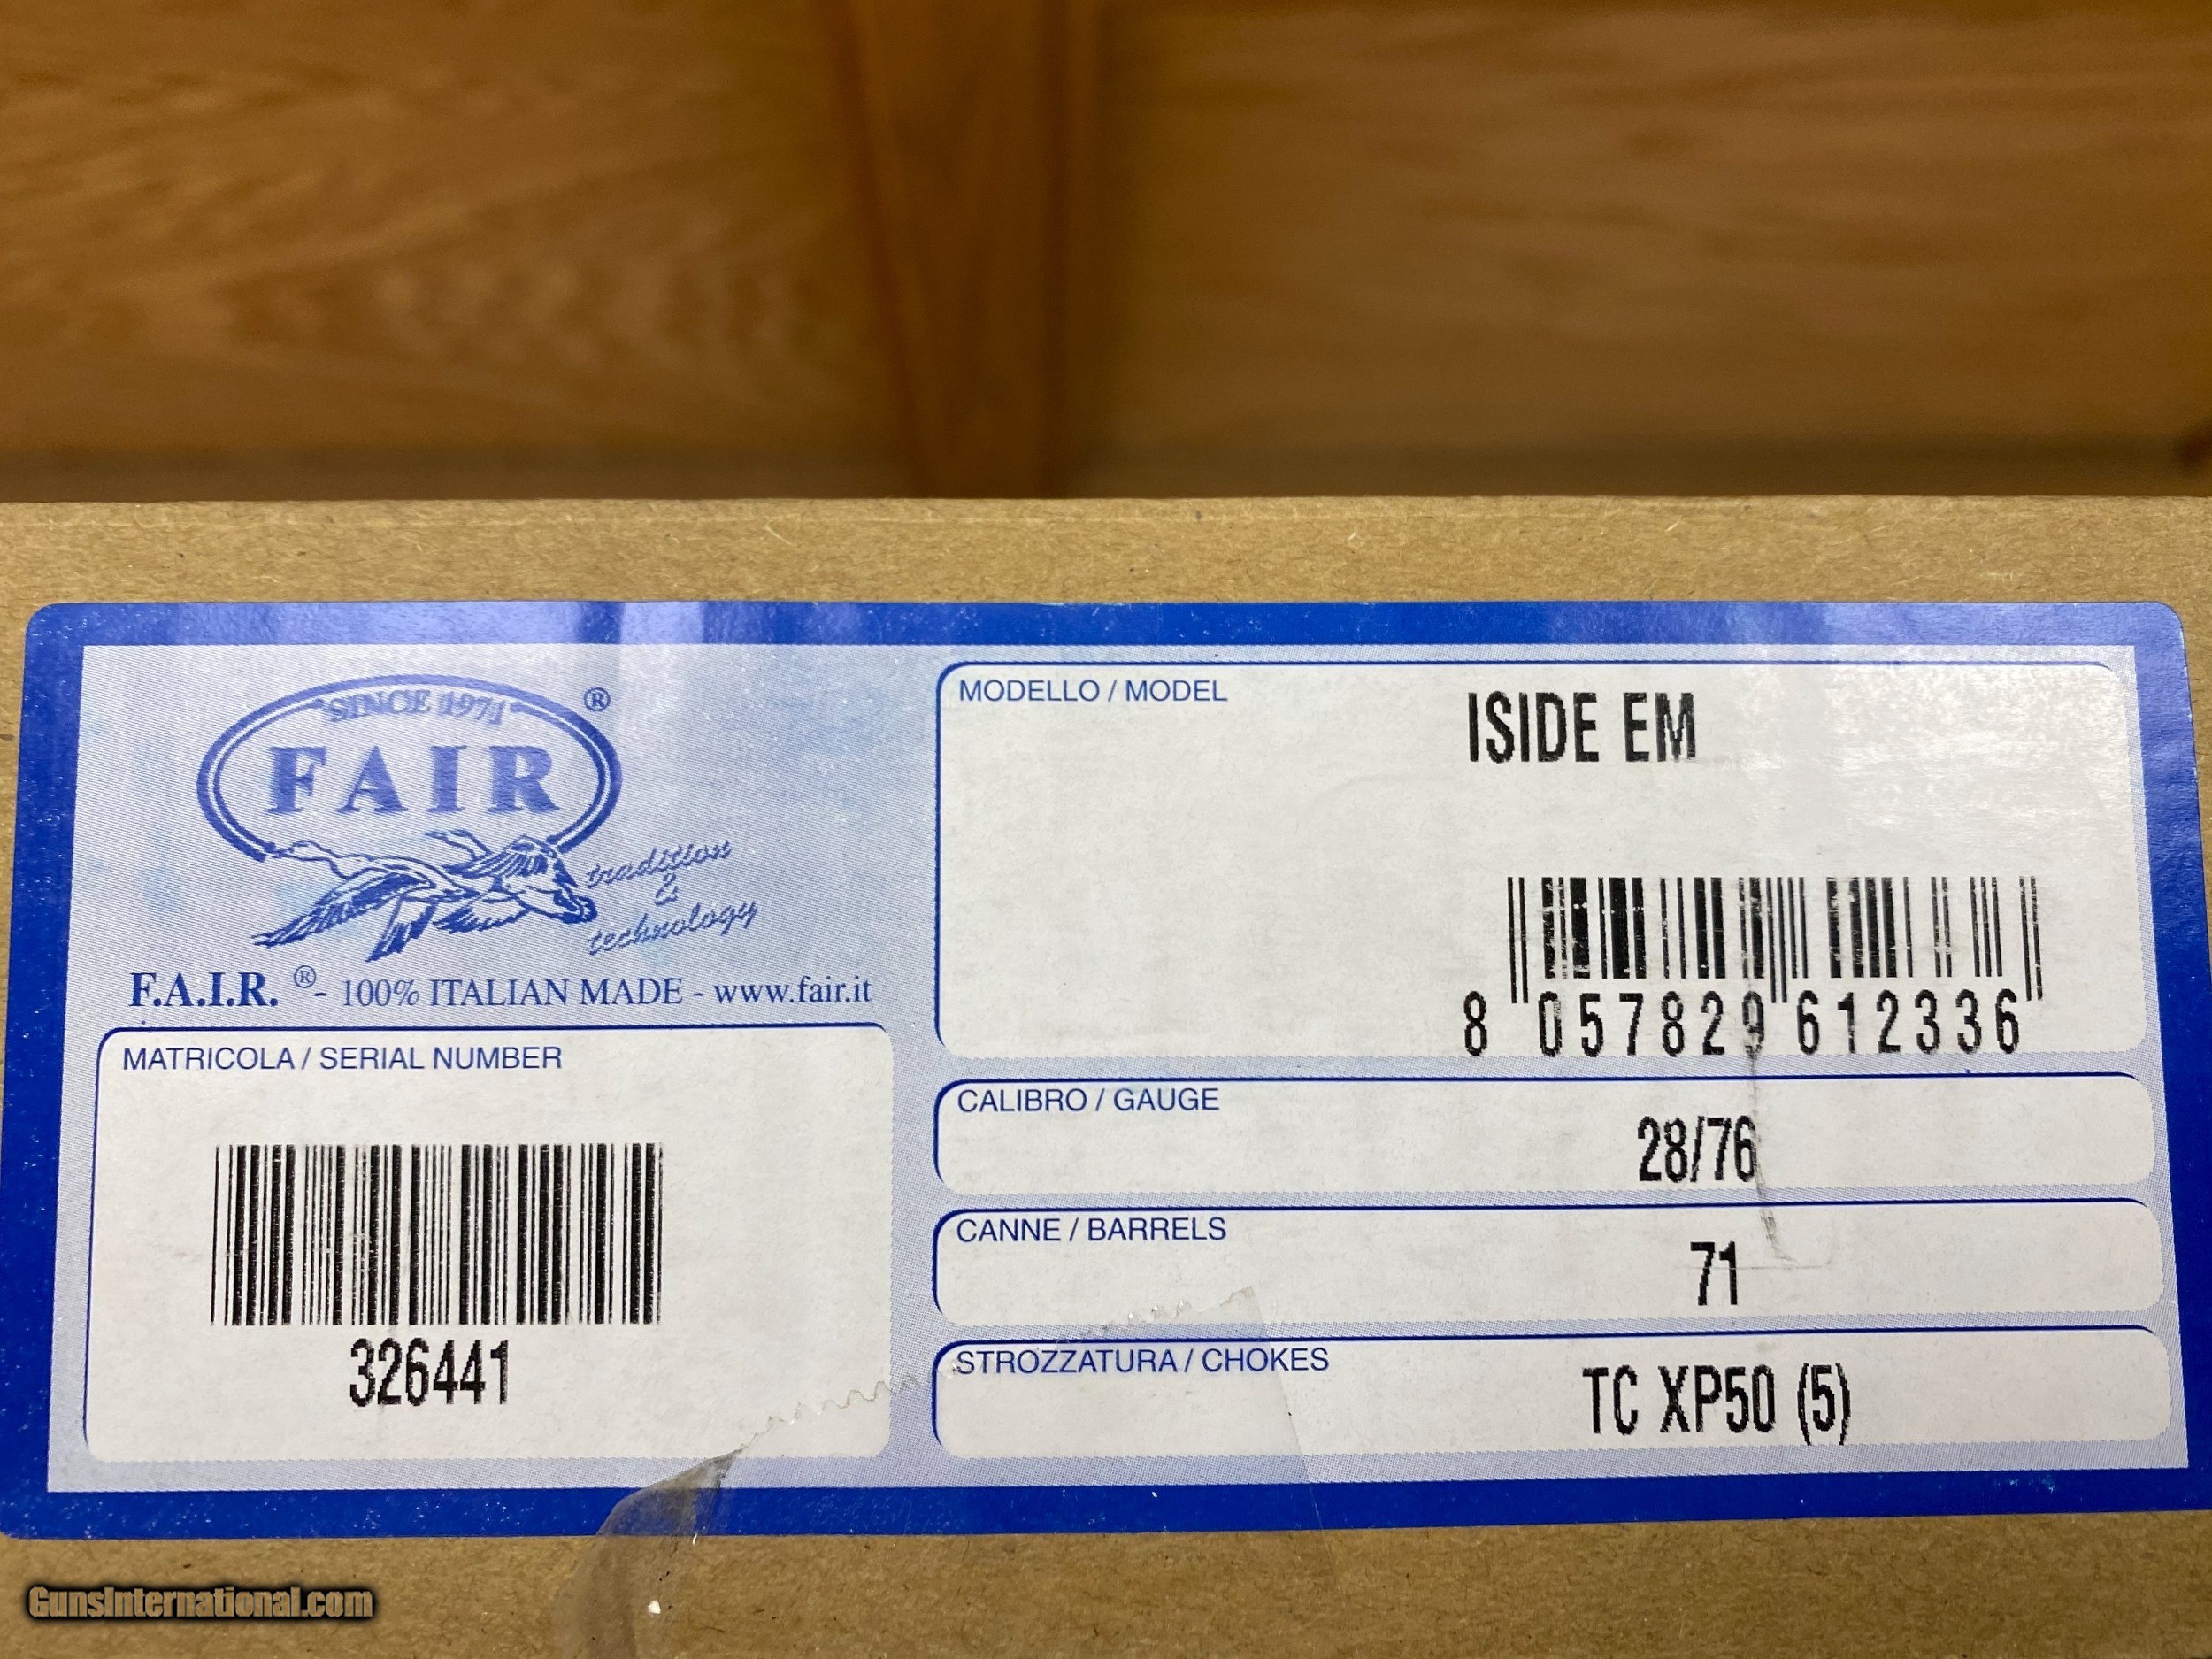 SINCE 1971
®
FAIR
tradition
&
technology
F.A.I.R. ® - 100% ITALIAN MADE - www.fair.it
MATRICOLA / SERIAL NUMBER
326441
MODELLO / MODEL
ISIDE EM
8 057829 612336
CALIBRO / GAUGE
28/76
CANNE / BARRELS
71
STROZZATURA / CHOKES
TC XP50 (5)
GunsInternational.com